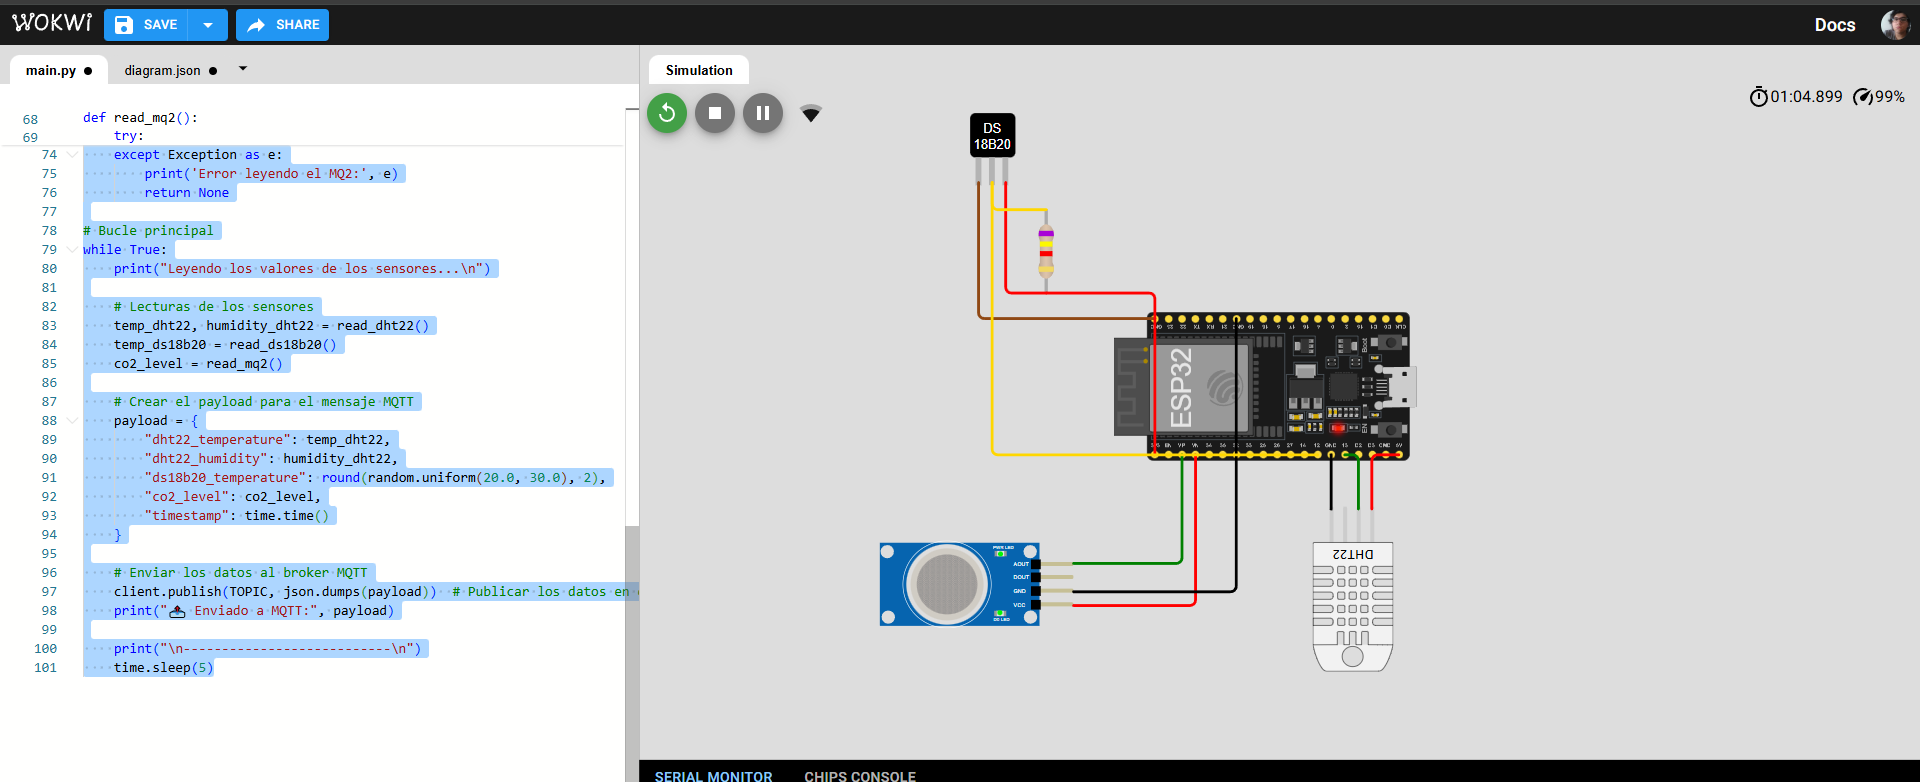 WOKWI SAVE SHARE Docs
main.py diagram.json Simulation
01:04.899 99%
68 def read_mq2():
69 try:
74 except Exception as e:
75 print('Error leyendo el MQ2:', e)
76 return None
77
78 # Bucle principal
79 while True:
80 print("Leyendo los valores de los sensores...\n")
81
82 # Lecturas de los sensores
83 temp_dht22, humidity_dht22 = read_dht22()
84 temp_ds18b20 = read_ds18b20()
85 co2_level = read_mq2()
86
87 # Crear el payload para el mensaje MQTT
88 payload = {
89 "dht22_temperature": temp_dht22,
90 "dht22_humidity": humidity_dht22,
91 "ds18b20_temperature": round(random.uniform(20.0, 30.0), 2),
92 "co2_level": co2_level,
93 "timestamp": time.time()
94 }
95
96 # Enviar los datos al broker MQTT
97 client.publish(TOPIC, json.dumps(payload)) # Publicar los datos en
98 print("📤 Enviado a MQTT:", payload)
99
100 print("\n---------------------------\n")
101 time.sleep(5)
DS
18B20
ESP32
Boot
EN
PWR LED
AOUT
DOUT
GND
VCC
DO LED
DHT22
SERIAL MONITOR CHIPS CONSOLE